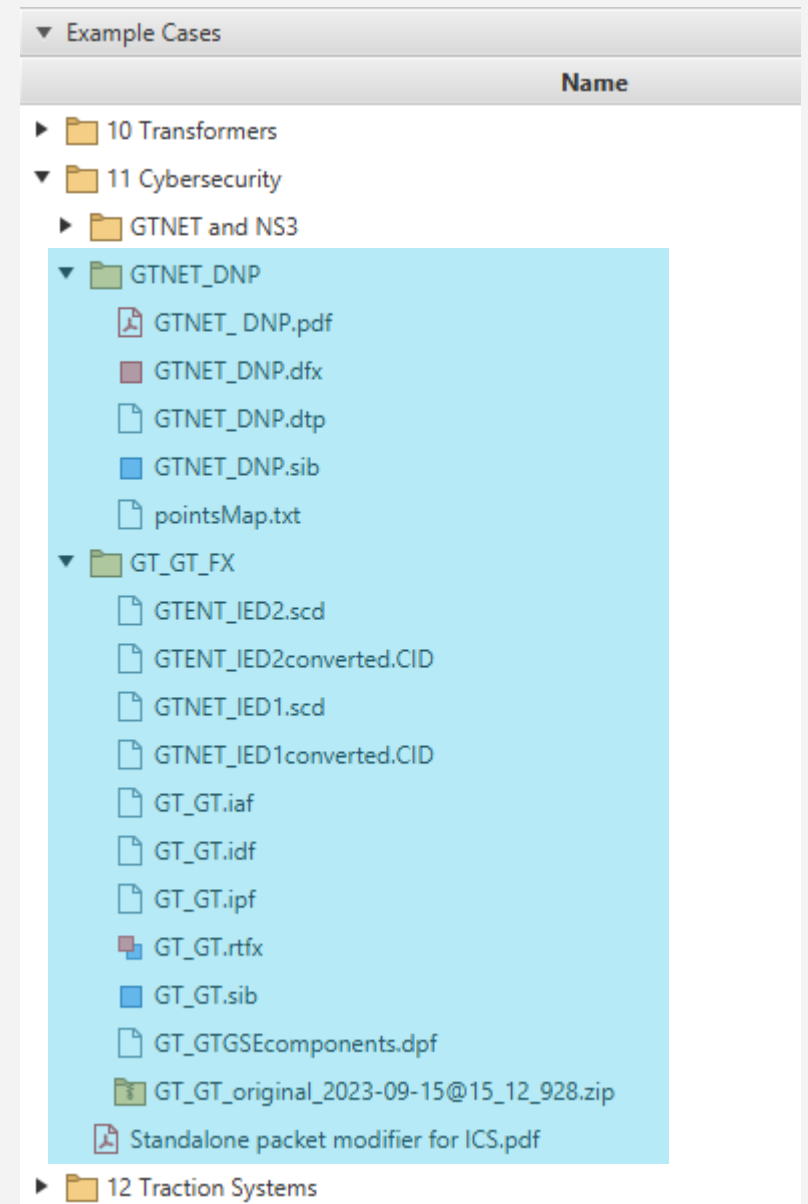 Example Cases
Name
10 Transformers
11 Cybersecurity
GTNET and NS3
GTNET_DNP
GTNET_ DNP.pdf
GTNET_DNP.dfx
GTNET_DNP.dtp
GTNET_DNP.sib
pointsMap.txt
GT_GT_FX
GTENT_IED2.scd
GTENT_IED2converted.CID
GTNET_IED1.scd
GTNET_IED1converted.CID
GT_GT.iaf
GT_GT.idf
GT_GT.ipf
GT_GT.rtfx
GT_GT.sib
GT_GTGSEcomponents.dpf
GT_GT_original_2023-09-15@15_12_928.zip
Standalone packet modifier for ICS.pdf
12 Traction Systems